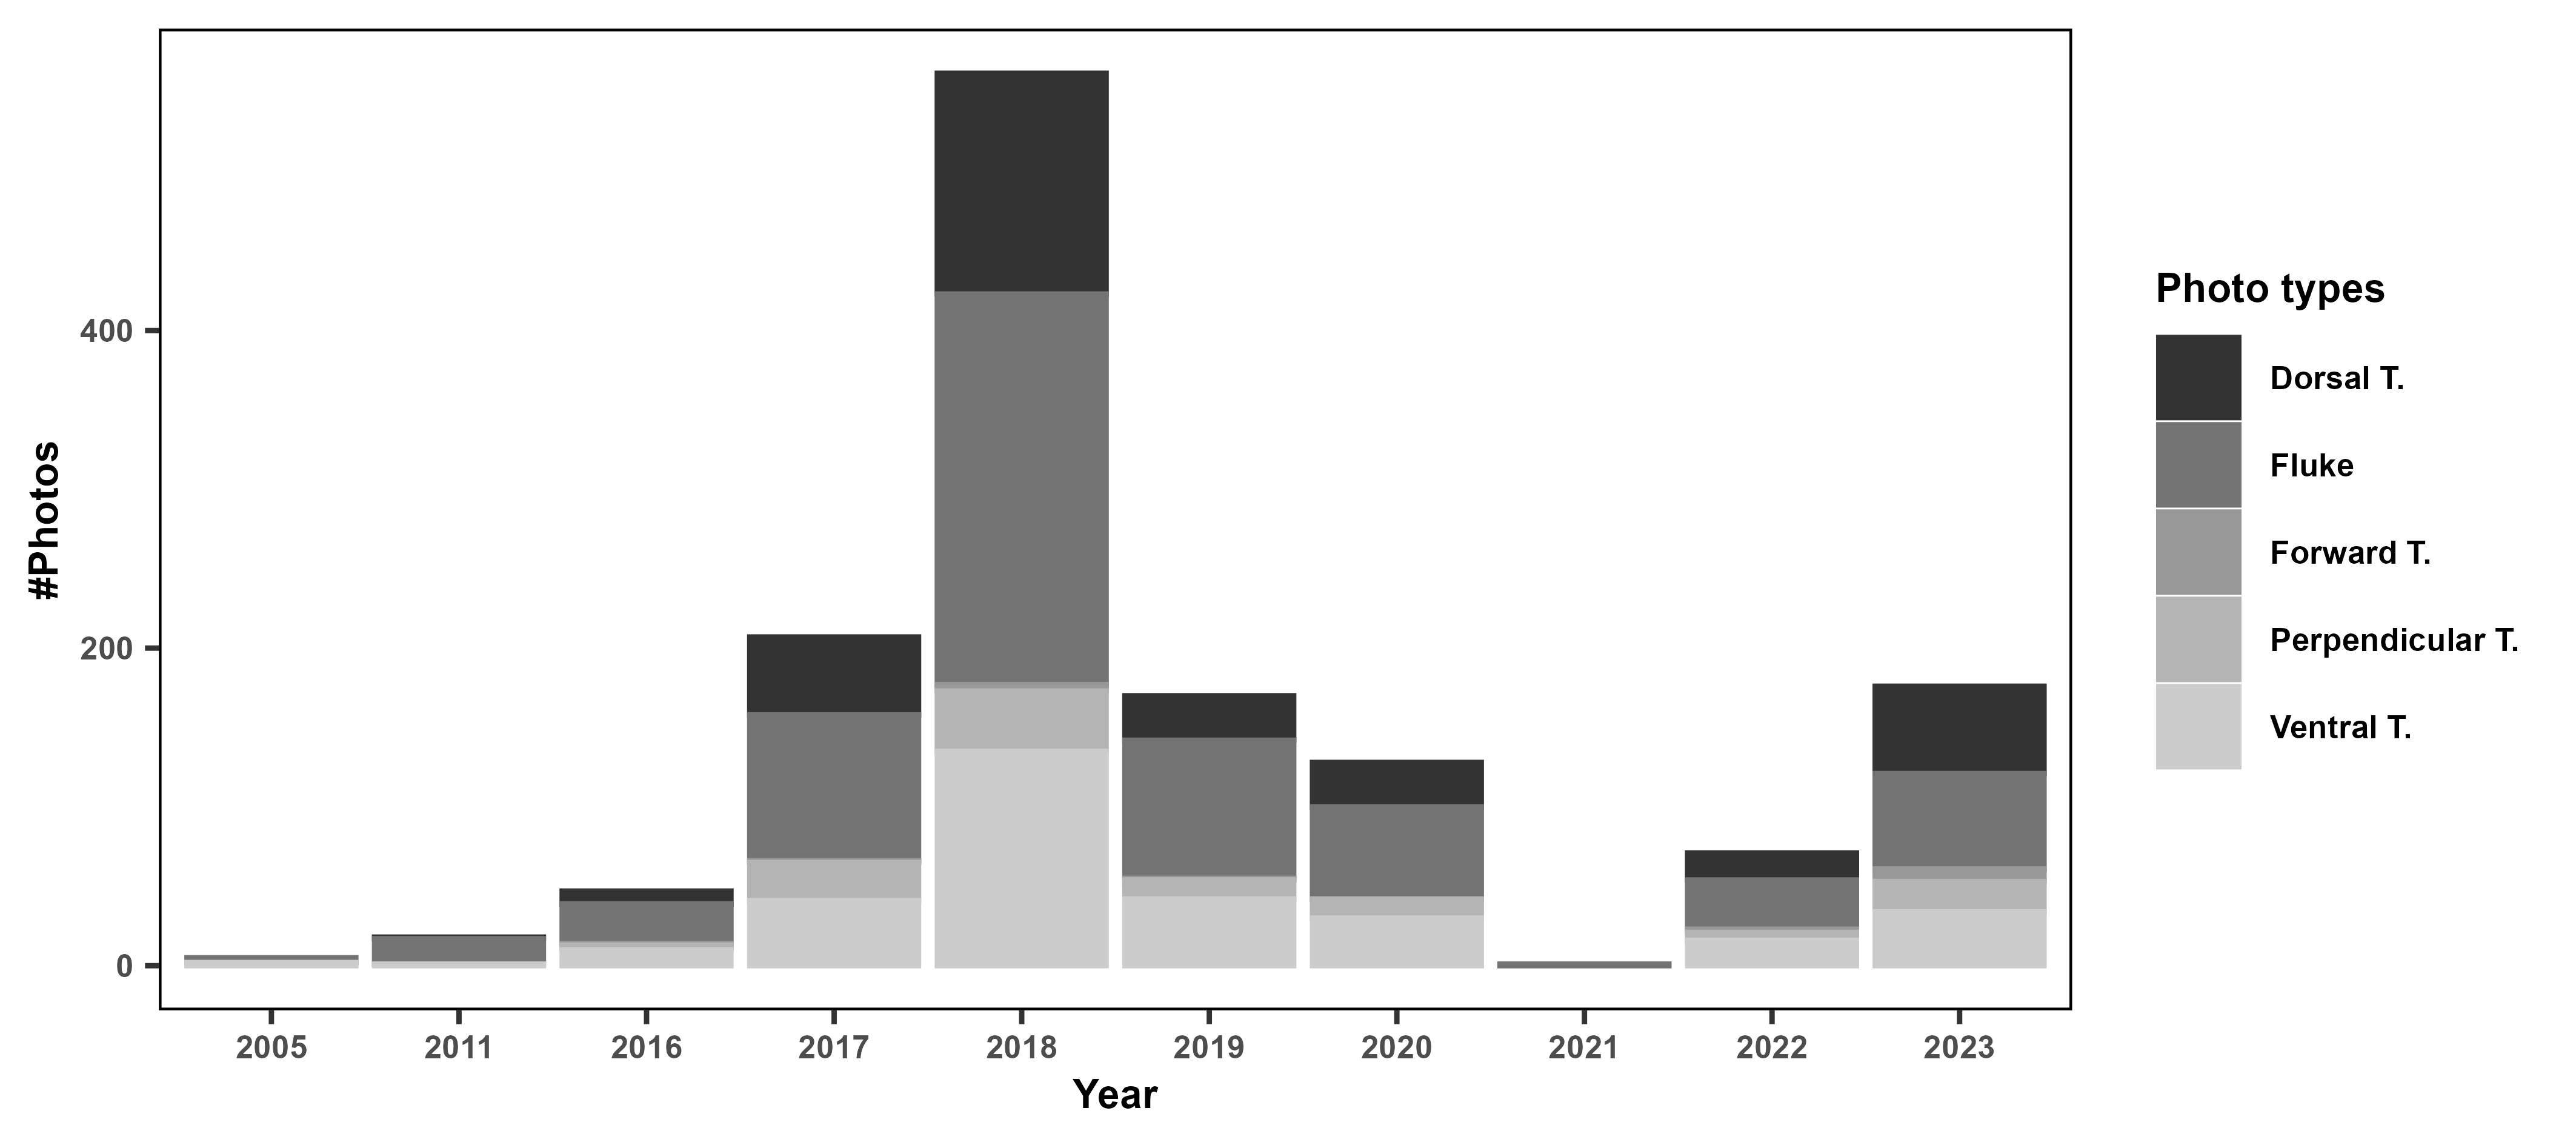 #Photos
400
200
0
2005 2011 2016 2017 2018 2019 2020 2021 2022 2023
Year
Photo types
Dorsal T.
Fluke
Forward T.
Perpendicular T.
Ventral T.